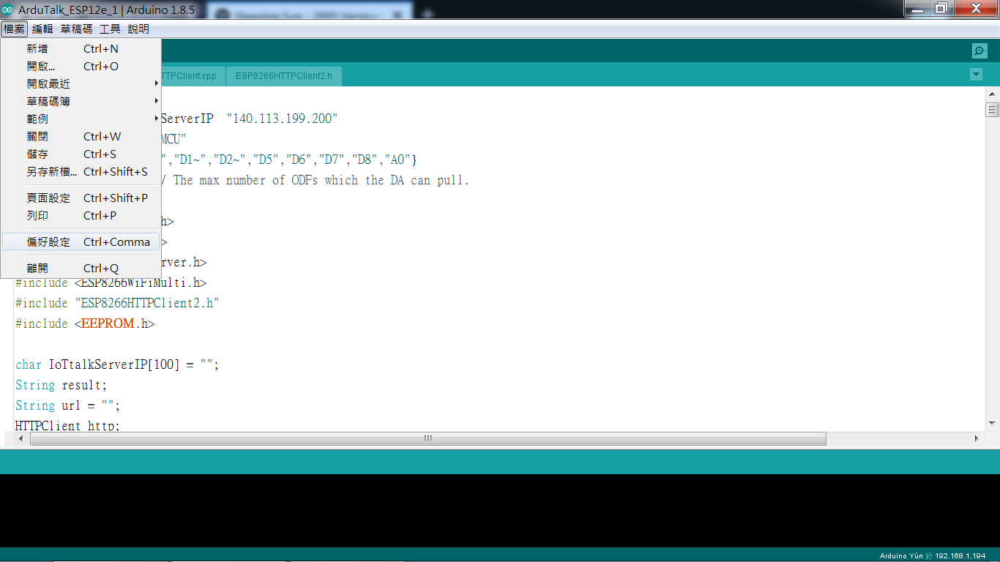 ArduTalk_ESP12e_1 | Arduino 1.8.5
檔案 編輯 草稿碼 工具 說明
新增 Ctrl+N
開啟... Ctrl+O
開啟最近
草稿碼簿
範例
關閉 Ctrl+W
儲存 Ctrl+S
另存新檔... Ctrl+Shift+S
頁面設定 Ctrl+Shift+P
列印 Ctrl+P
偏好設定 Ctrl+Comma
離開 Ctrl+Q
TTPClient.cpp ESP8266HTTPClient2.h
ServerIP "140.113.199.200"
MCU"
","D1~","D2~","D5","D6","D7","D8","A0"}
/ The max number of ODFs which the DA can pull.
h>
>
rver.h>
#include <ESP8266WiFiMulti.h>
#include "ESP8266HTTPClient2.h"
#include <EEPROM.h>
char IoTtalkServerIP[100] = "";
String result;
String url = "";
HTTPClient http;
Arduino Yún 於 192.168.1.194